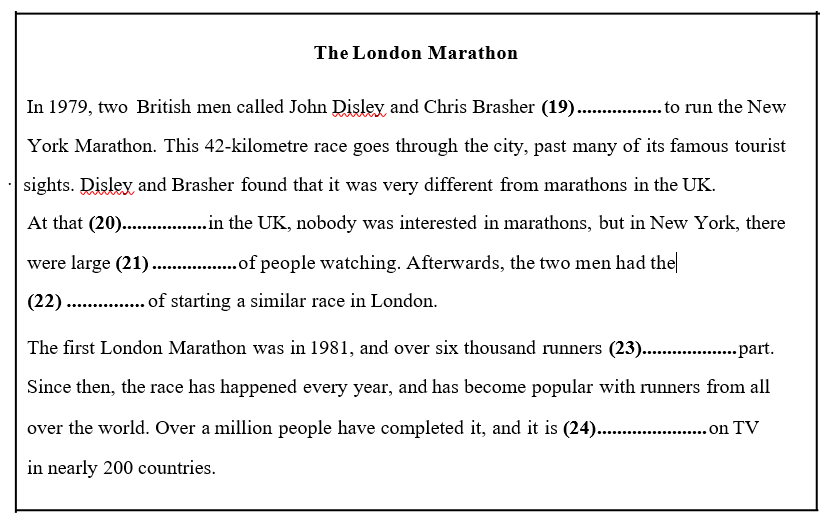 The London Marathon
In 1979, two British men called John Disley and Chris Brasher (19)................. to run the New
York Marathon. This 42-kilometre race goes through the city, past many of its famous tourist
sights. Disley and Brasher found that it was very different from marathons in the UK.
At that (20).................in the UK, nobody was interested in marathons, but in New York, there
were large (21) .................of people watching. Afterwards, the two men had the
(22) ............... of starting a similar race in London.
The first London Marathon was in 1981, and over six thousand runners (23)...................part.
Since then, the race has happened every year, and has become popular with runners from all
over the world. Over a million people have completed it, and it is (24)......................on TV
in nearly 200 countries.